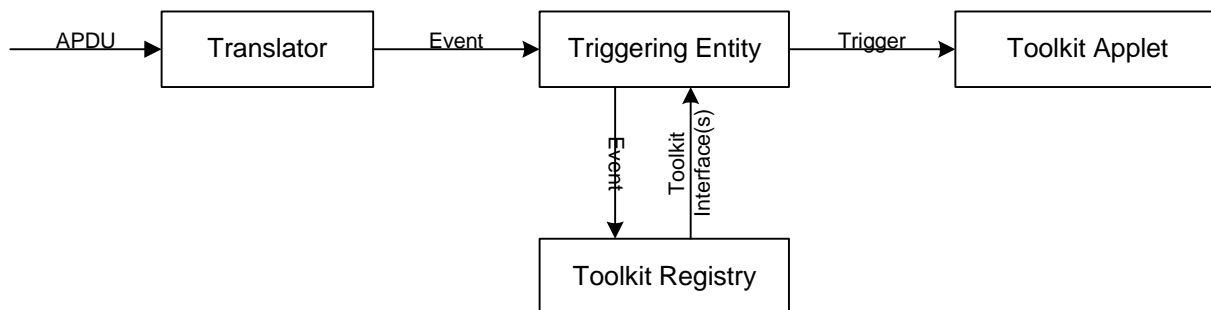 APDU
Translator
Event
Triggering Entity
Trigger
Toolkit Applet
Event
Toolkit
Interface(s)
Toolkit Registry